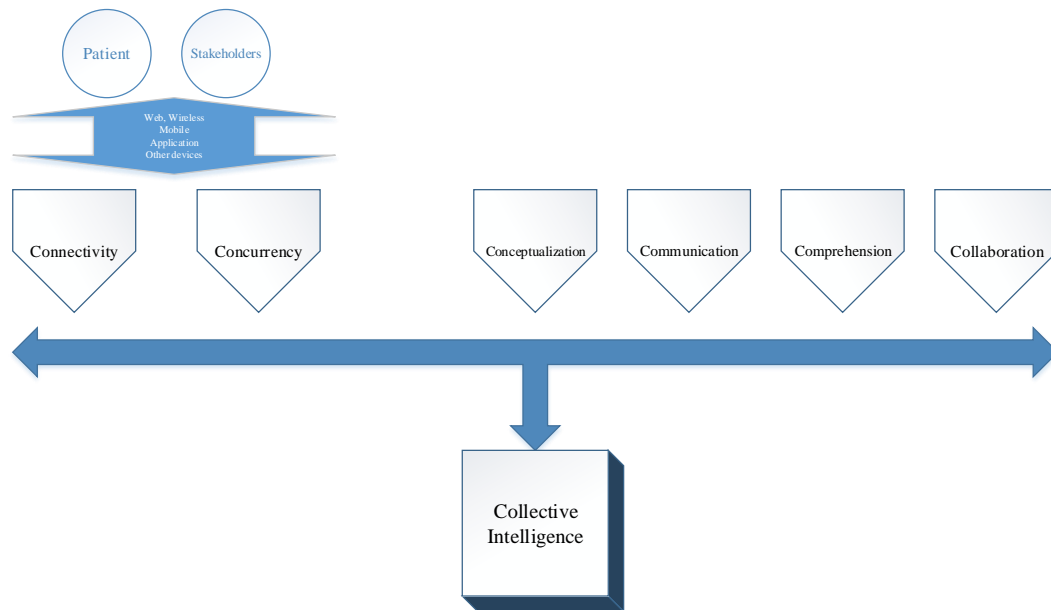 Patient
Stakeholders
Web, Wireless
Mobile
Application
Other devices
Connectivity
Concurrency
Conceptualization
Communication
Comprehension
Collaboration
Collective
Intelligence